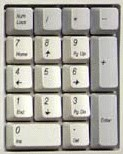 Num Lock / * -
7 Home 8 9 Pg Up +
4 5 6
1 End 2 3 Pg Dn Enter
0 Ins . Del